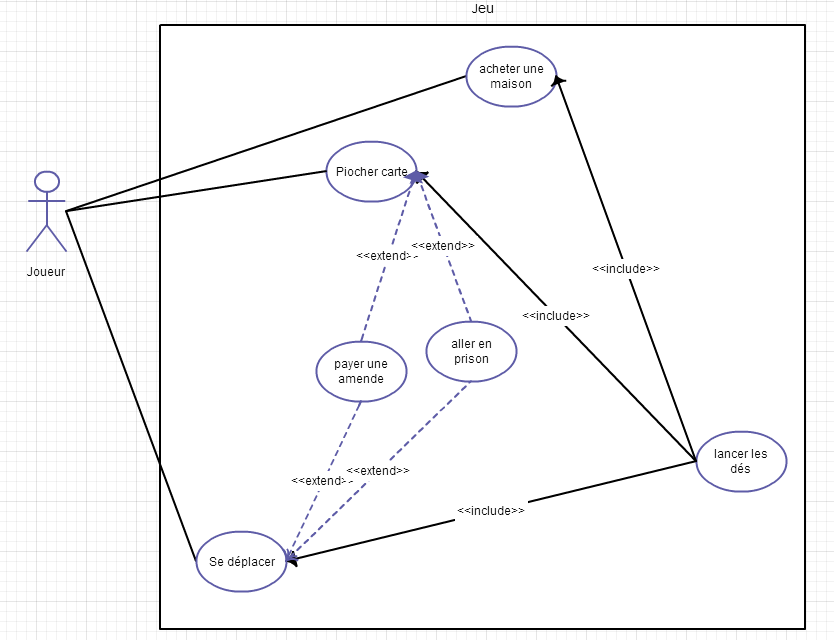 Jeu
acheter une
maison
Piocher carte
<<extend>>
<<extend>>
Joueur
<<include>>
<<include>>
aller en
prison
payer une
amende
lancer les
dés
<<extend>>
<<extend>>
<<include>>
Se déplacer